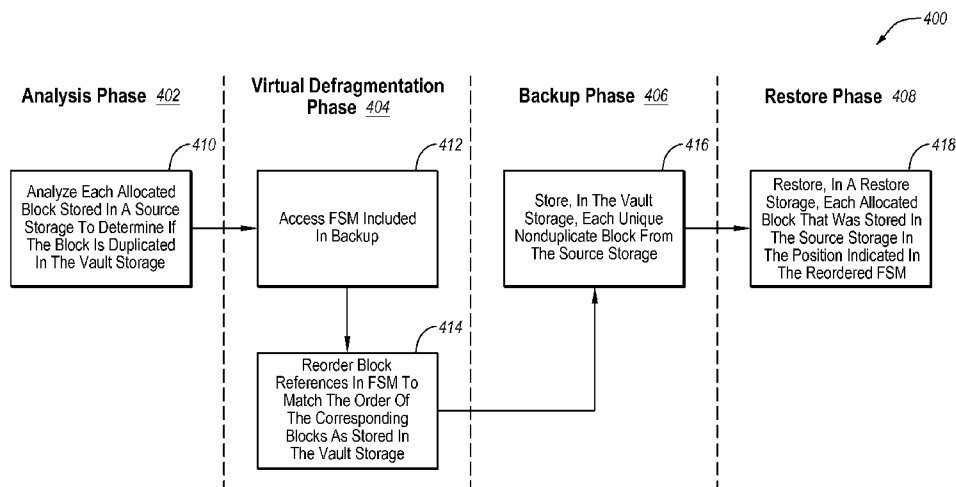 400
Analysis Phase 402
Virtual Defragmentation
Phase 404
Backup Phase 406
Restore Phase 408
410
Analyze Each Allocated
Block Stored In A Source
Storage To Determine If
The Block Is Duplicated
In The Vault Storage
412
Access FSM Included
In Backup
414
Reorder Block
References In FSM To
Match The Order Of
The Corresponding
Blocks As Stored In
The Vault Storage
416
Store, In The Vault
Storage, Each Unique
Nonduplicate Block From
The Source Storage
418
Restore, In A Restore
Storage, Each Allocated
Block That Was Stored In
The Source Storage In
The Position Indicated In
The Reordered FSM